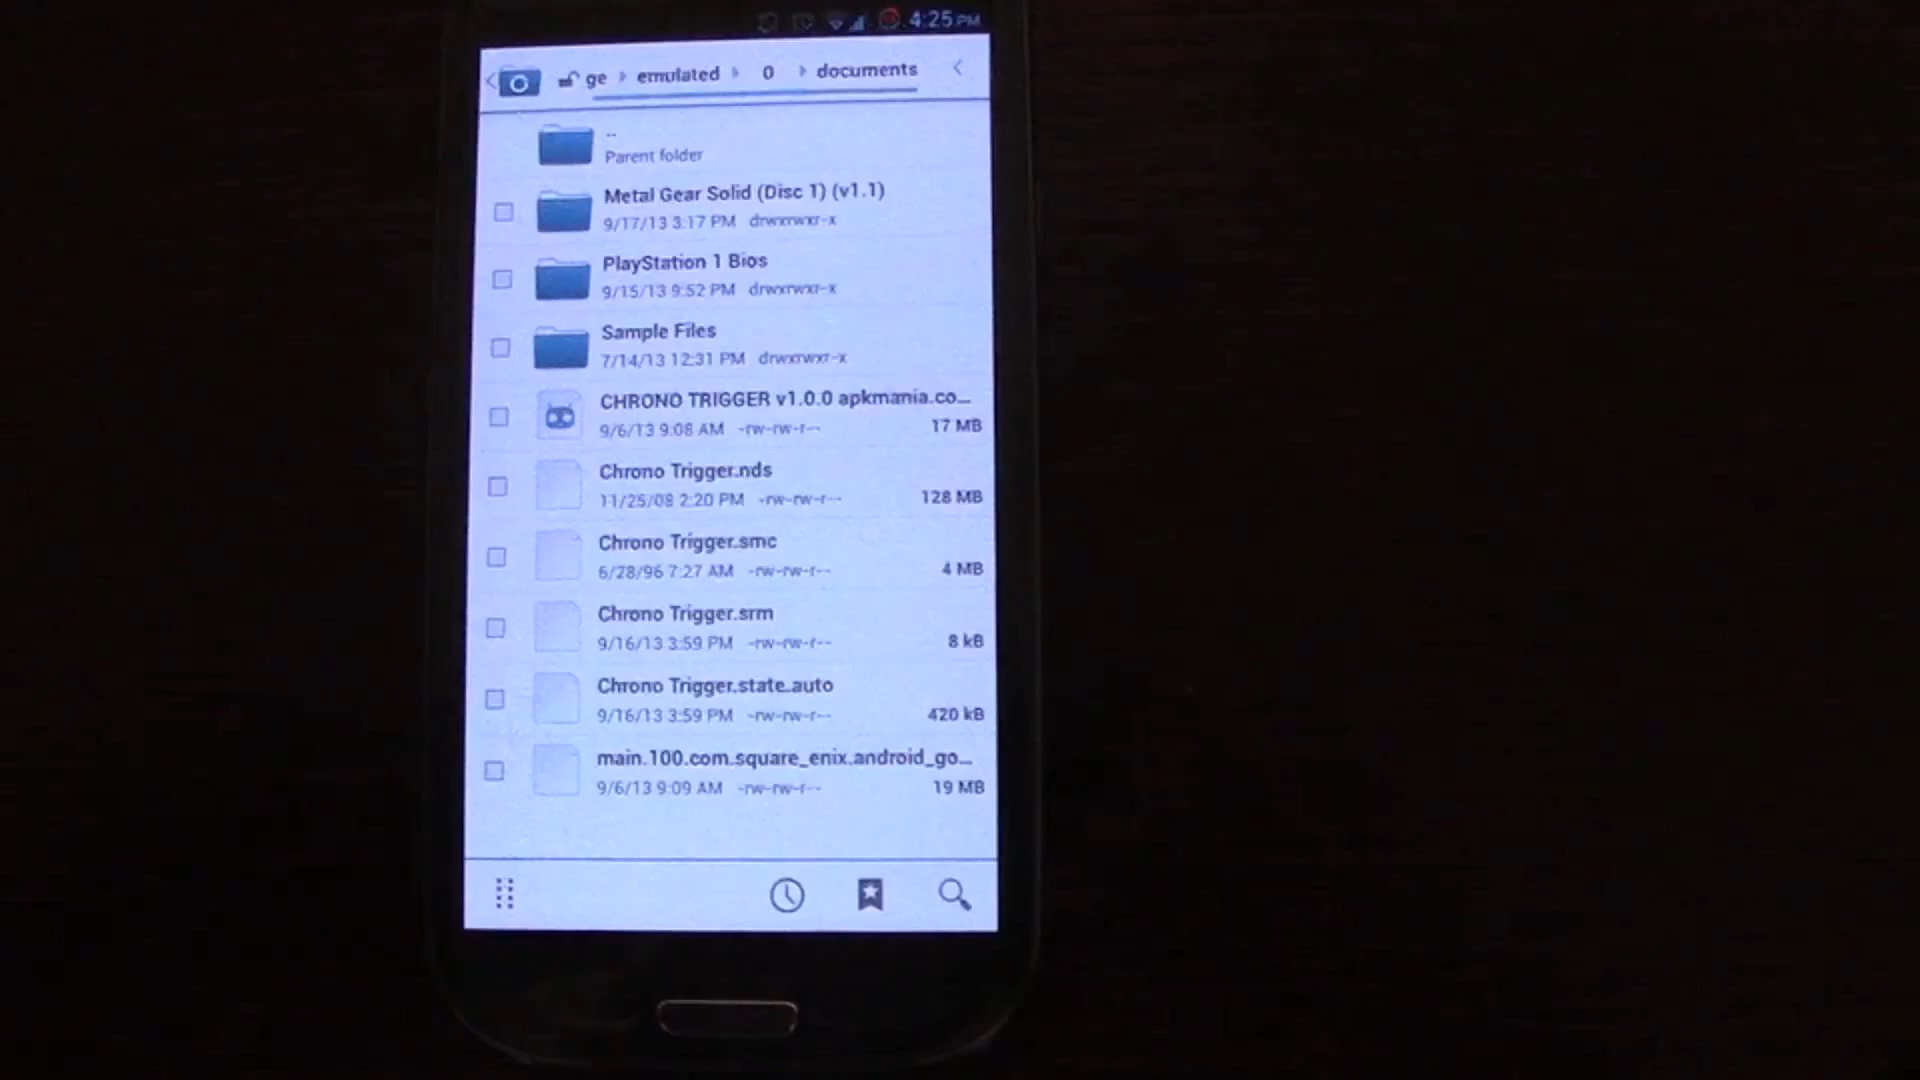 4:25 PM
ge emulated 0 documents
..
Parent folder
Metal Gear Solid (Disc 1) (v1.1)
9/17/13 3:17 PM drwxrwxr-x
PlayStation 1 Bios
9/15/13 9:52 PM drwxrwxr-x
Sample Files
7/14/13 12:31 PM drwxrwxr-x
CHRONO TRIGGER v1.0.0 apkmania.co...
9/6/13 9:08 AM -rw-rw-r-- 17 MB
Chrono Trigger.nds
11/25/08 2:20 PM -rw-rw-r-- 128 MB
Chrono Trigger.smc
6/28/96 7:27 AM -rw-rw-r-- 4 MB
Chrono Trigger.srm
9/16/13 3:59 PM -rw-rw-r-- 8 kB
Chrono Trigger.state.auto
9/16/13 3:59 PM -rw-rw-r-- 420 kB
main.100.com.square_enix.android_go...
9/6/13 9:09 AM -rw-rw-r-- 19 MB